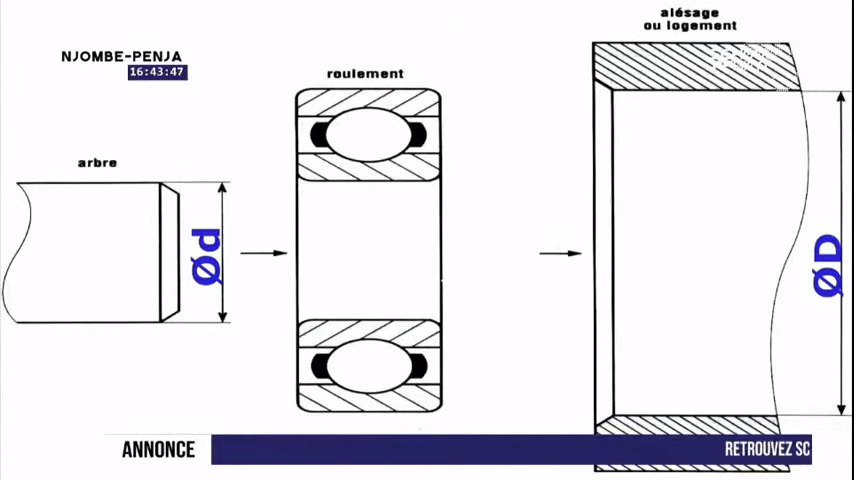 alésage
ou logement
NJOMBE-PENJA
16:43:47
roulement
arbre
Ød
ØD
ANNONCE
RETROUVEZ SC